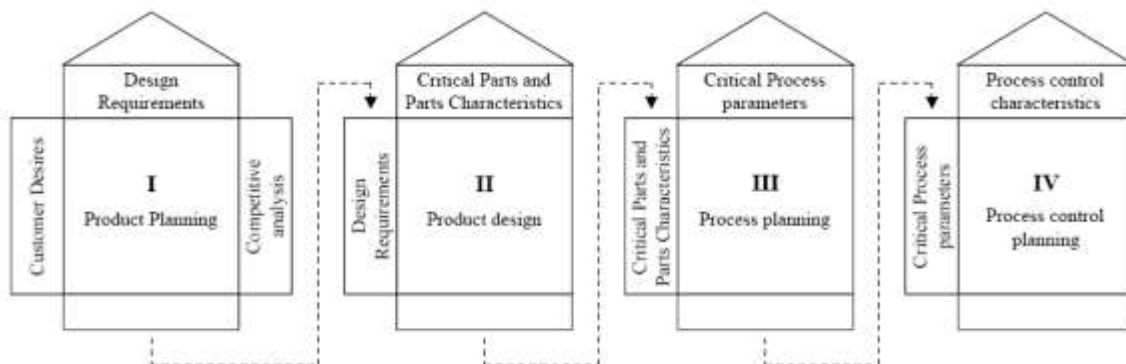 Design
Requirements
Customer Desires
I
Product Planning
Competitive
analysis
Critical Parts and
Parts Characteristics
Design
Requirements
II
Product design
Critical Process
parameters
Critical Parts and
Parts Characteristics
III
Process planning
Process control
characteristics
Critical Process
parameters
IV
Process control
planning